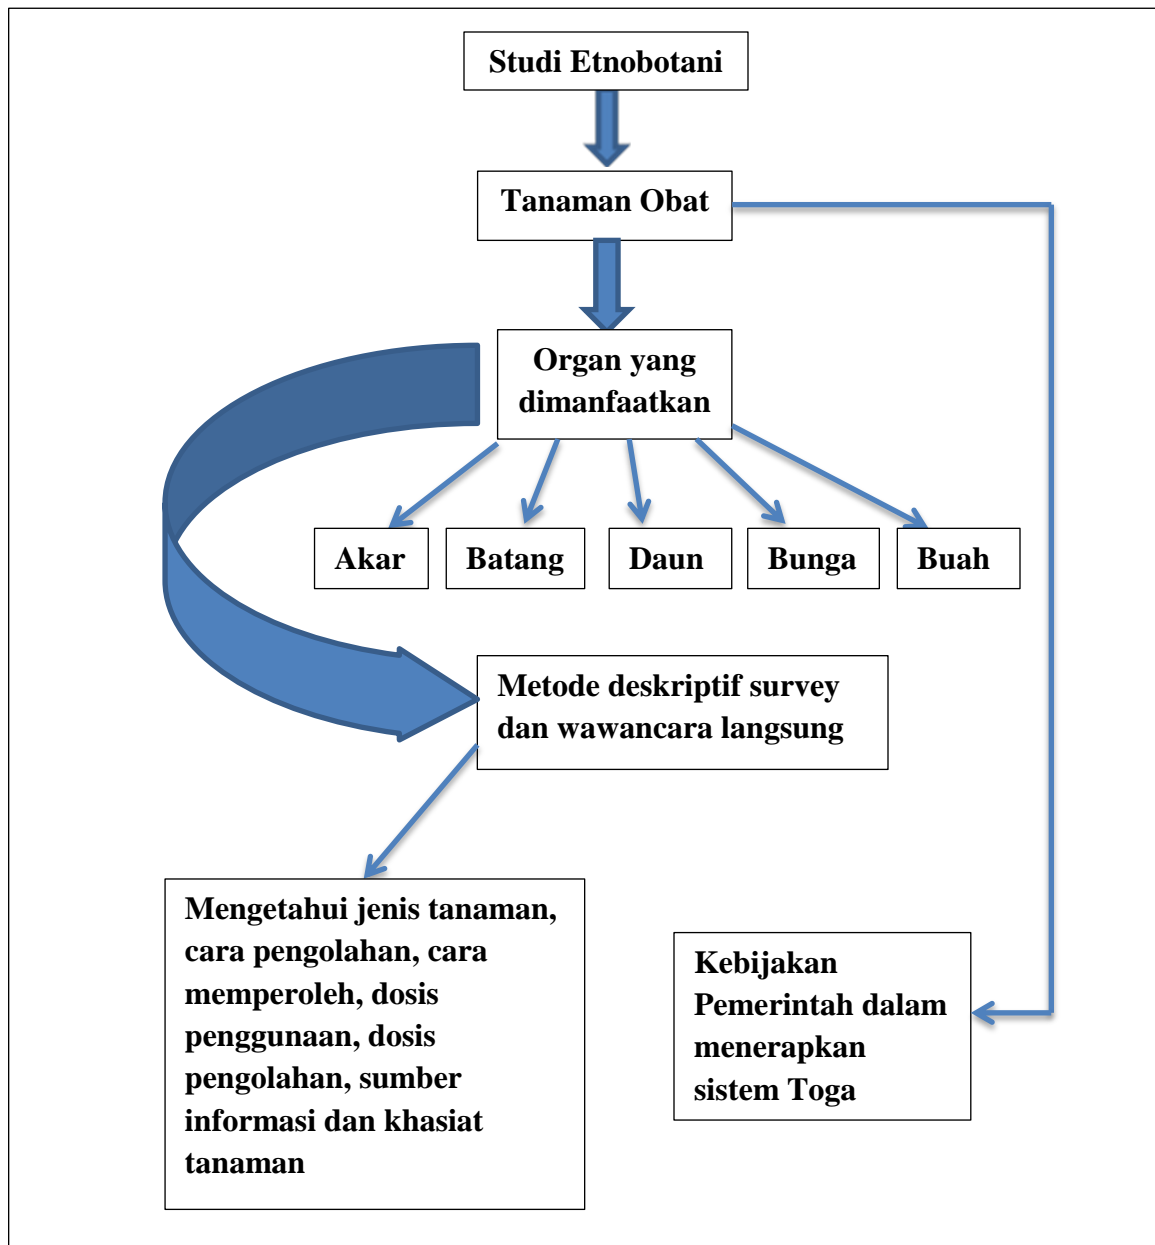 Studi Etnobotani
Tanaman Obat
Organ yang
dimanfaatkan
Akar
Batang
Daun
Bunga
Buah
Metode deskriptif survey
dan wawancara langsung
Mengetahui jenis tanaman,
cara pengolahan, cara
memperoleh, dosis
penggunaan, dosis
pengolahan, sumber
informasi dan khasiat
tanaman
Kebijakan
Pemerintah dalam
menerapkan
sistem Toga